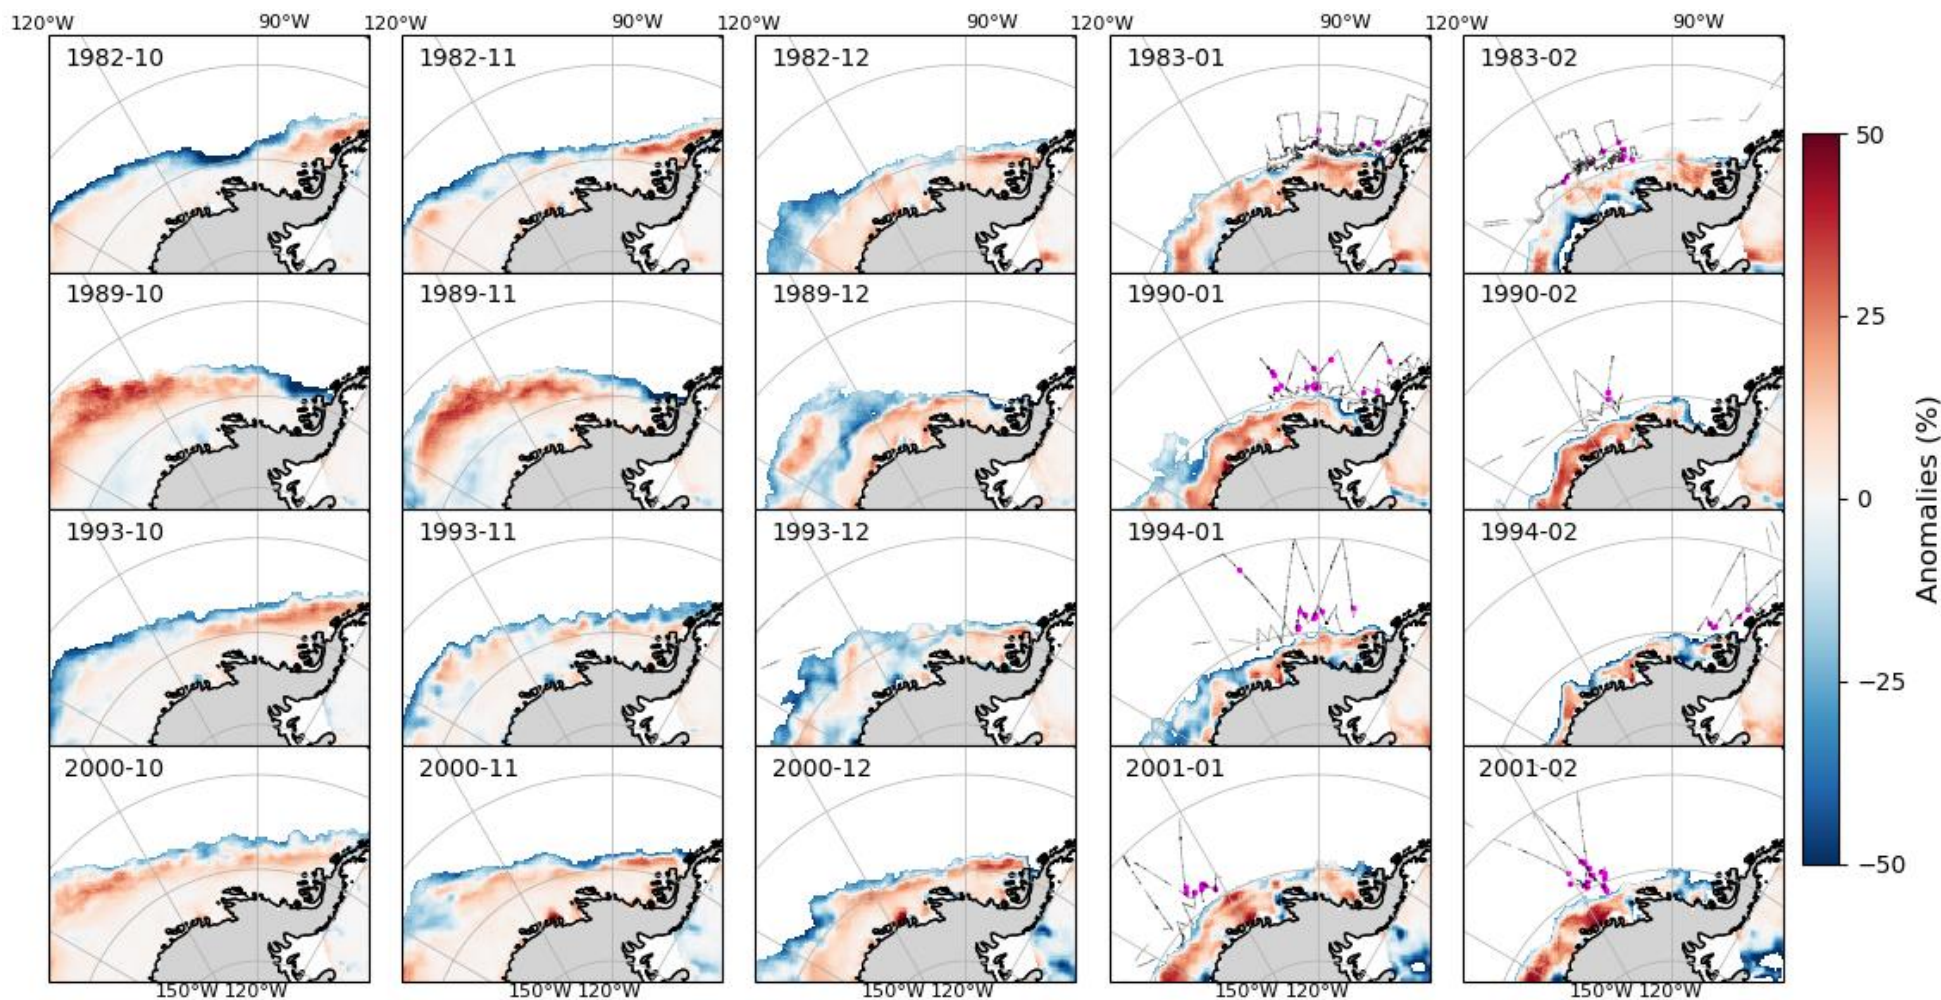 120°W 90°W 120°W 90°W 120°W 90°W 120°W 90°W 120°W 90°W
1982-10 1982-11 1982-12 1983-01 1983-02
1989-10 1989-11 1989-12 1990-01 1990-02
1993-10 1993-11 1993-12 1994-01 1994-02
2000-10 2000-11 2000-12 2001-01 2001-02
150°W 120°W 150°W 120°W 150°W 120°W 150°W 120°W 150°W 120°W
50
25
0
−25
−50
Anomalies (%)